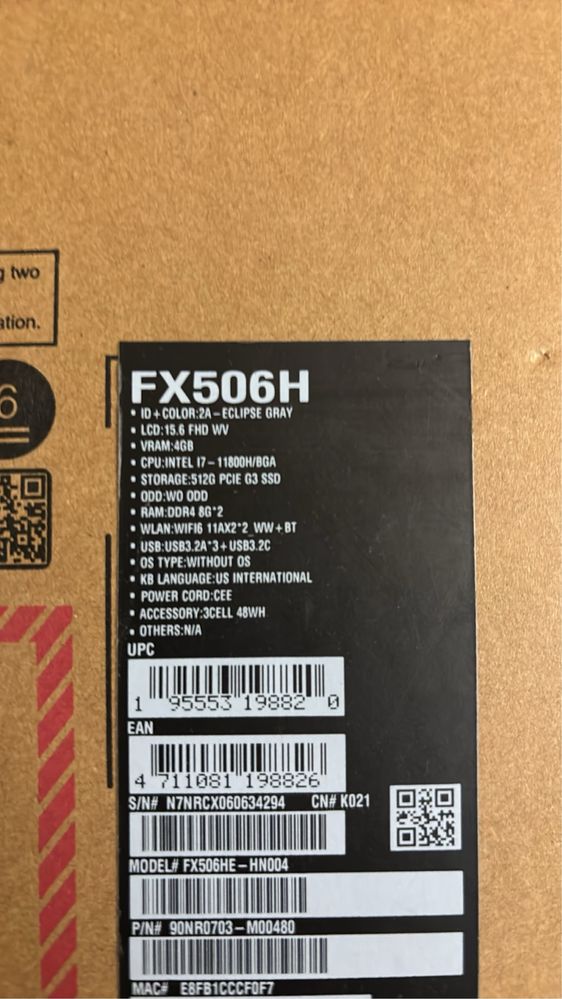 g two
ation.
6
FX506H
• ID+COLOR:2A-ECLIPSE GRAY
• LCD:15.6 FHD WV
• VRAM:4GB
• CPU:INTEL I7-11800H/BGA
• STORAGE:512G PCIE G3 SSD
• ODD:WO ODD
• RAM:DDR4 8G*2
• WLAN:WIFI6 11AX2*2 WW+BT
• USB:USB3.2A*3+USB3.2C
• OS TYPE:WITHOUT OS
• KB LANGUAGE:US INTERNATIONAL
• POWER CORD:CEE
• ACCESSORY:3CELL 48WH
• OTHERS:N/A
UPC
1 95553 19882 0
EAN
4 711081 198826
S/N# N7NRCX060634294 CN# K021
MODEL# FX506HE-HN004
P/N# 90NR0703-M00480
MAC# E8FB1CCCF0F7